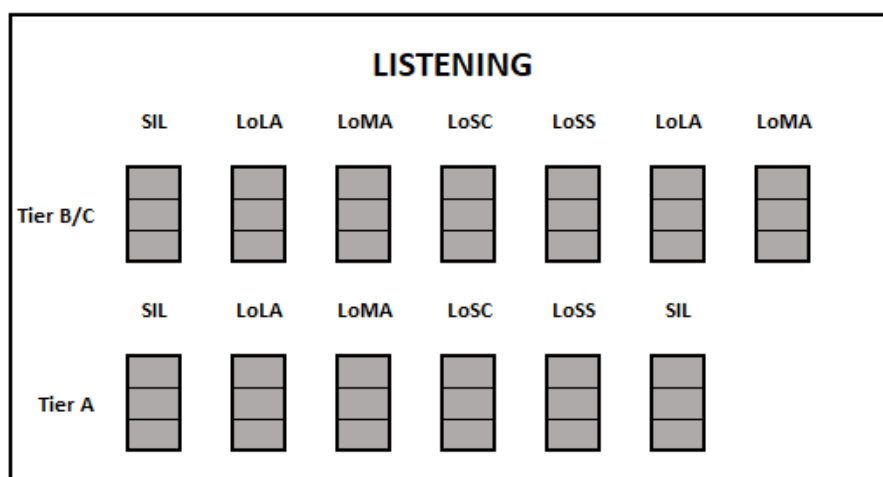 LISTENING
SIL LoLA LoMA LoSC LoSS LoLA LoMA
Tier B/C
SIL LoLA LoMA LoSC LoSS SIL
Tier A